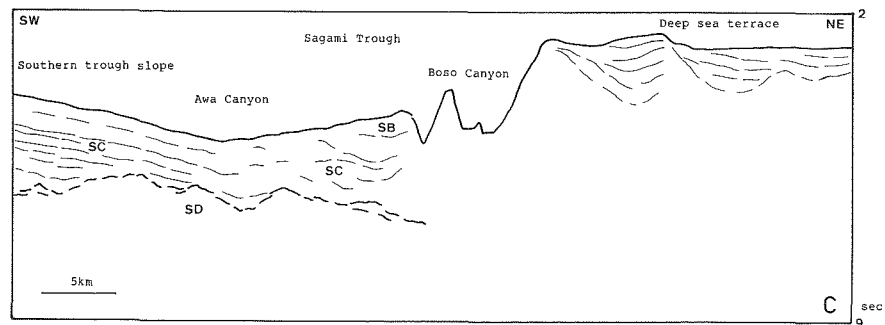 SW
Deep sea terrace
NE
2
Sagami Trough
Southern trough slope
Boso Canyon
Awa Canyon
SB
SC
SC
SD
5km
C
sec
9